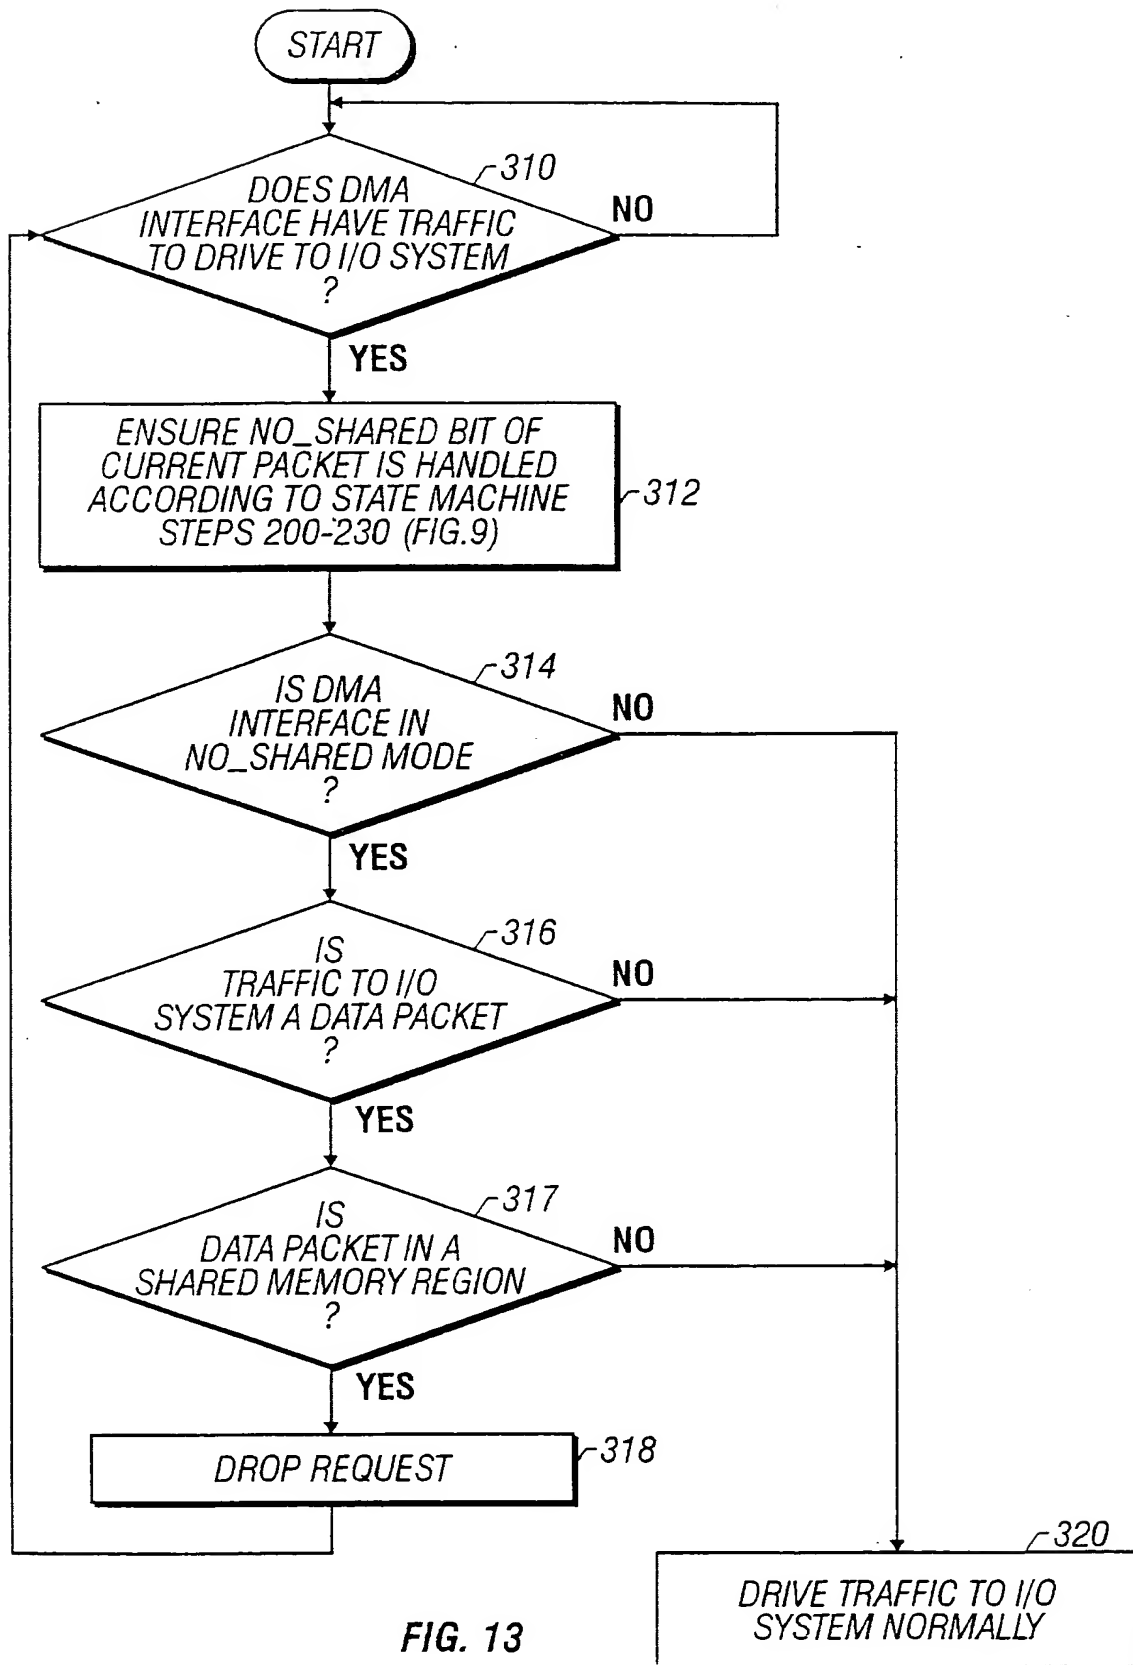 START
310
DOES DMA
INTERFACE HAVE TRAFFIC
TO DRIVE TO I/O SYSTEM
?
NO
YES
ENSURE NO_SHARED BIT OF
CURRENT PACKET IS HANDLED
ACCORDING TO STATE MACHINE
STEPS 200-230 (FIG.9)
312
314
IS DMA
INTERFACE IN
NO_SHARED MODE
?
NO
YES
316
IS
TRAFFIC TO I/O
SYSTEM A DATA PACKET
?
NO
YES
317
IS
DATA PACKET IN A
SHARED MEMORY REGION
?
NO
YES
DROP REQUEST
318
320
DRIVE TRAFFIC TO I/O
SYSTEM NORMALLY
FIG. 13